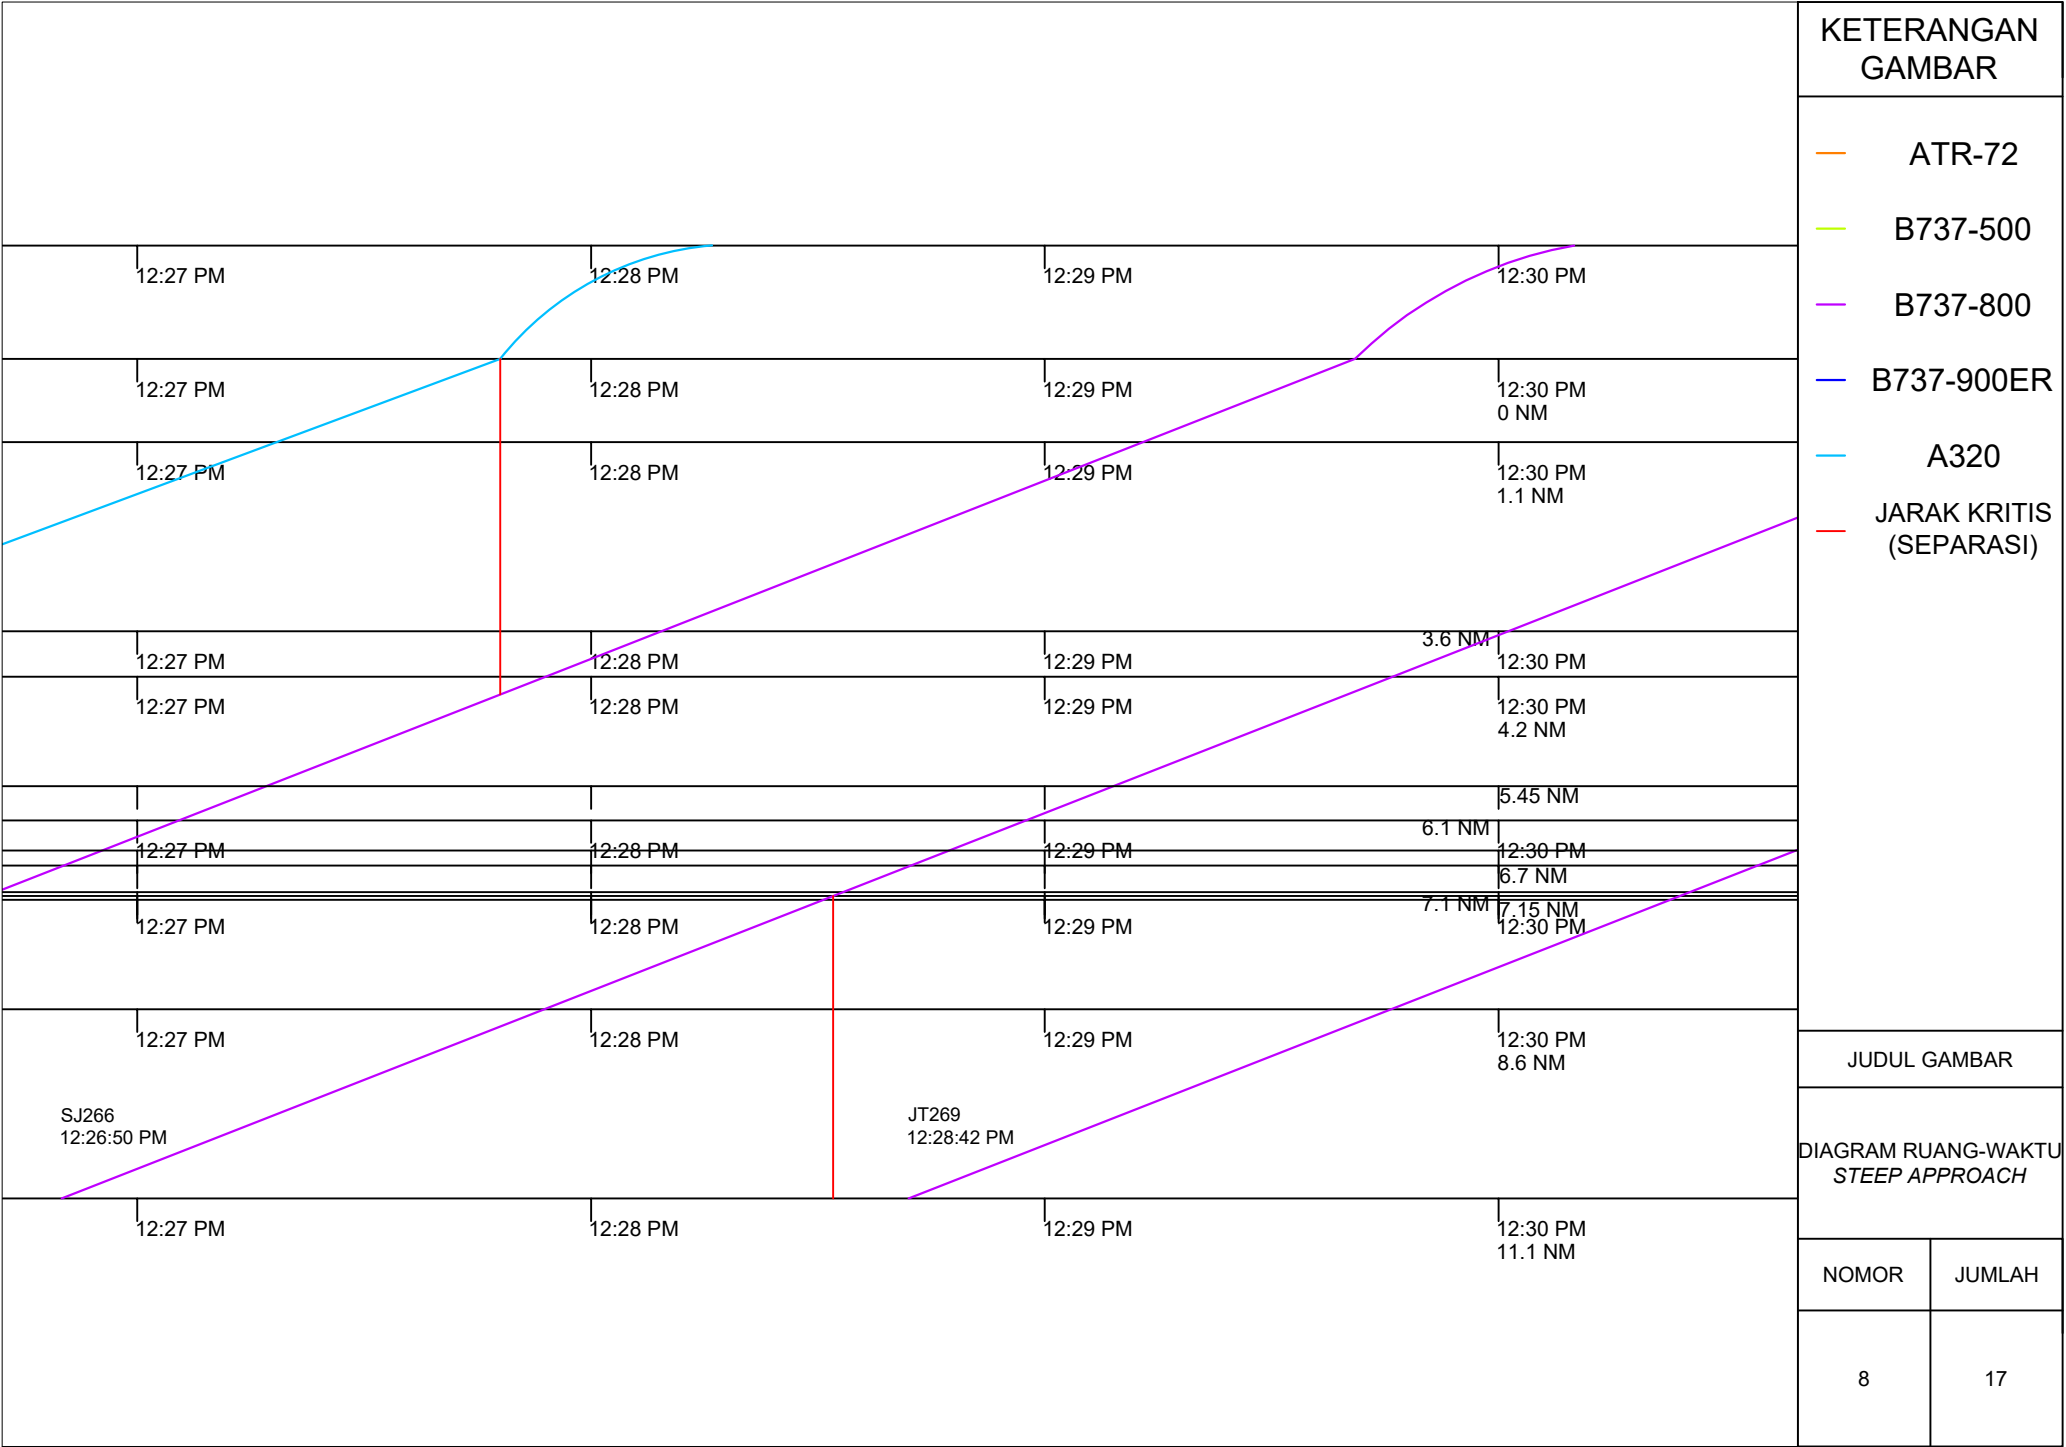 12:27 PM 12:28 PM 12:29 PM 12:30 PM
12:27 PM 12:28 PM 12:29 PM 12:30 PM
0 NM
12:27 PM 12:28 PM 12:29 PM 12:30 PM
1.1 NM
3.6 NM
12:27 PM 12:28 PM 12:29 PM 12:30 PM
12:27 PM 12:28 PM 12:29 PM 12:30 PM
4.2 NM
5.45 NM
6.1 NM
12:27 PM 12:28 PM 12:29 PM 12:30 PM
6.7 NM
7.1 NM 7.15 NM
12:27 PM 12:28 PM 12:29 PM 12:30 PM
12:27 PM 12:28 PM 12:29 PM 12:30 PM
8.6 NM
SJ266
12:26:50 PM
JT269
12:28:42 PM
12:27 PM 12:28 PM 12:29 PM 12:30 PM
11.1 NM
KETERANGAN
GAMBAR
ATR-72
B737-500
B737-800
B737-900ER
A320
JARAK KRITIS
(SEPARASI)
JUDUL GAMBAR
DIAGRAM RUANG-WAKTU
STEEP APPROACH
NOMOR JUMLAH
8 17